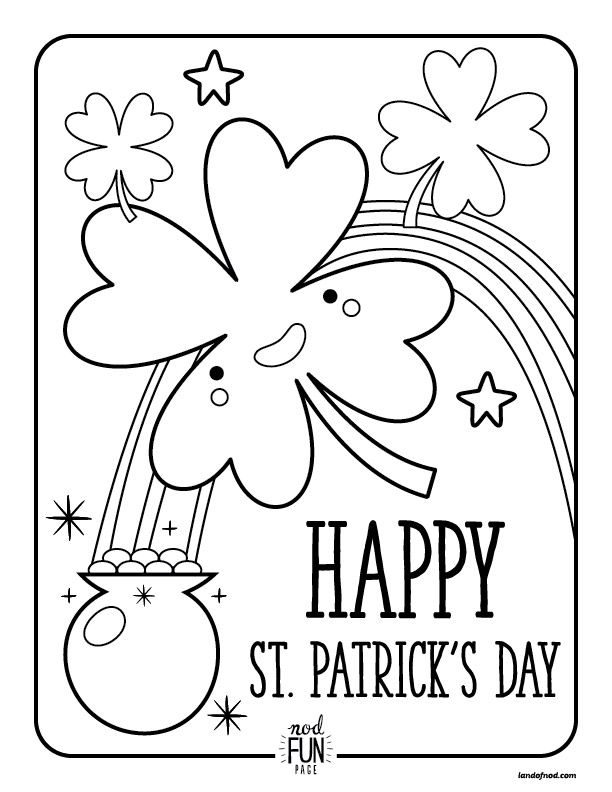 HAPPY
ST. PATRICK'S DAY
nod
FUN
PAGE
landofnod.com